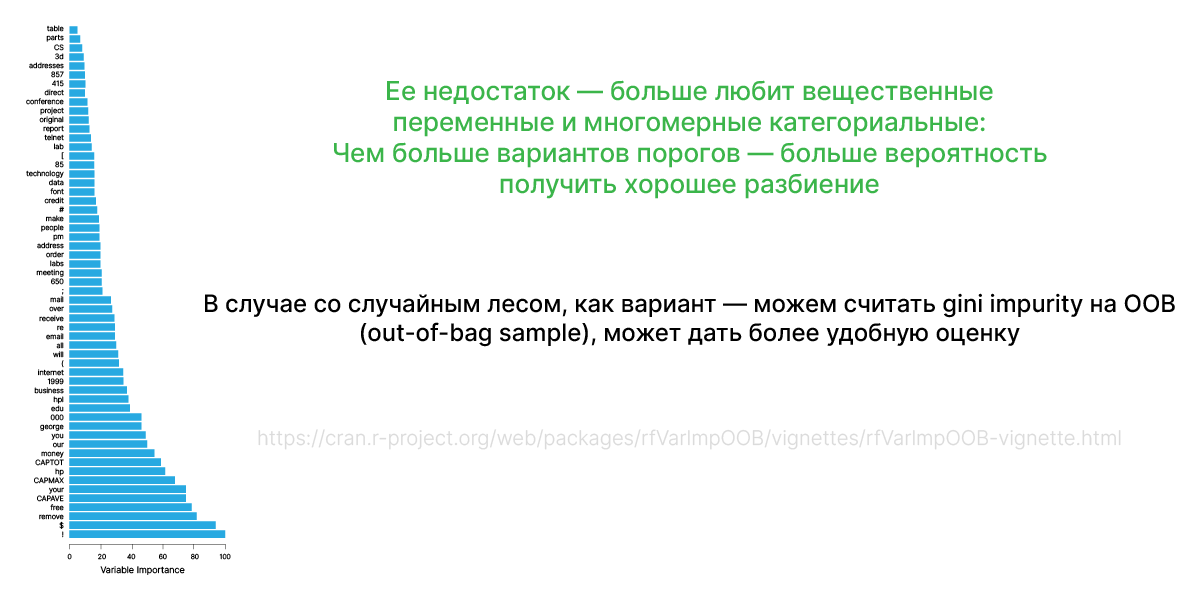 table
parts
CS
3d
addresses
857
415
direct
conference
project
original
report
telnet
lab
[
85
technology
data
font
credit
#
make
people
pm
address
order
labs
meeting
650
;
mail
over
receive
re
email
all
will
(
internet
1999
business
hpl
edu
000
george
you
our
money
CAPTOT
hp
CAPMAX
your
CAPAVE
free
remove
$
!
0 20 40 60 80 100
Variable Importance
Ее недостаток — больше любит вещественные
переменные и многомерные категориальные:
Чем больше вариантов порогов — больше вероятность
получить хорошее разбиение
В случае со случайным лесом, как вариант — можем считать gini impurity на OOB
(out-of-bag sample), может дать более удобную оценку
https://cran.r-project.org/web/packages/rfVarImpOOB/vignettes/rfVarImpOOB-vignette.html